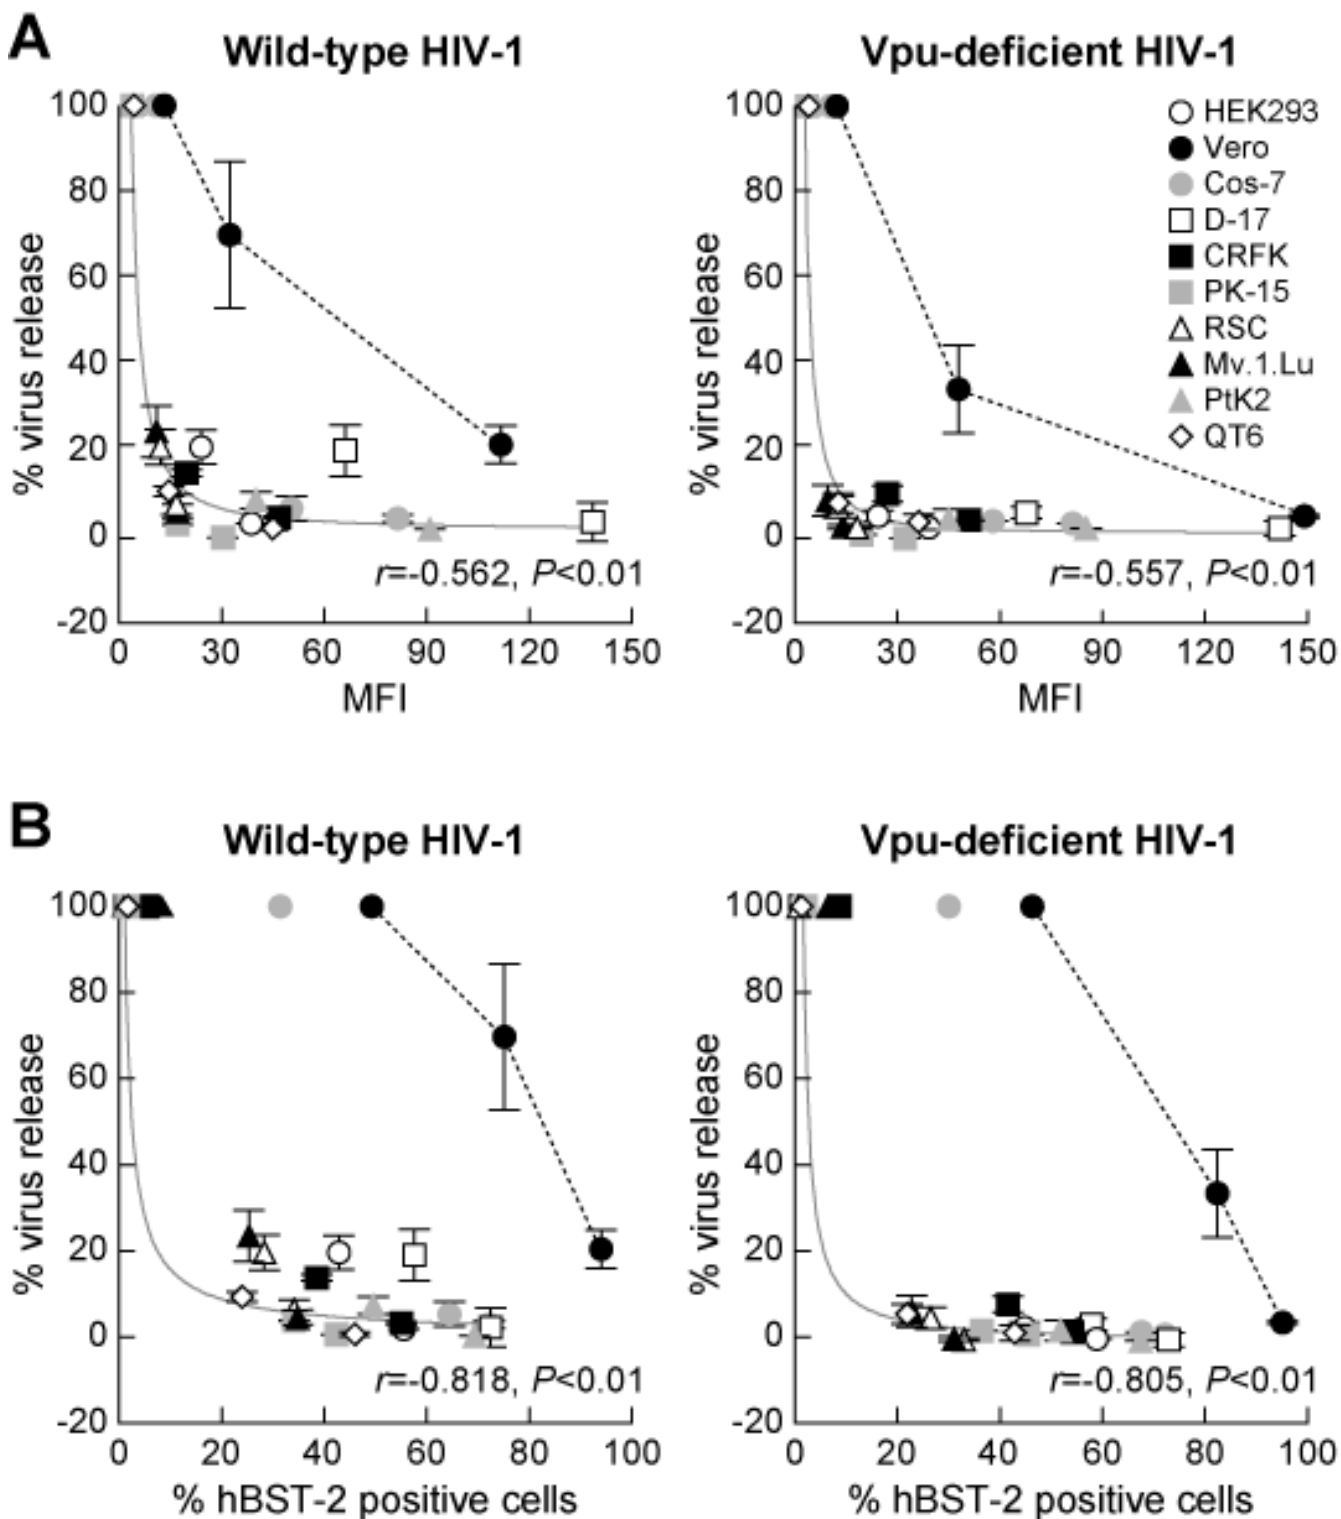 A
Wild-type HIV-1
Vpu-deficient HIV-1
100
80
60
40
20
0
-20
% virus release
0 30 60 90 120 150
MFI
r=-0.562, P<0.01
100
80
60
40
20
0
-20
% virus release
0 30 60 90 120 150
MFI
r=-0.557, P<0.01
HEK293
Vero
Cos-7
D-17
CRFK
PK-15
RSC
Mv.1.Lu
PtK2
QT6
B
Wild-type HIV-1
Vpu-deficient HIV-1
100
80
60
40
20
0
-20
% virus release
0 20 40 60 80 100
% hBST-2 positive cells
r=-0.818, P<0.01
100
80
60
40
20
0
-20
% virus release
0 20 40 60 80 100
% hBST-2 positive cells
r=-0.805, P<0.01